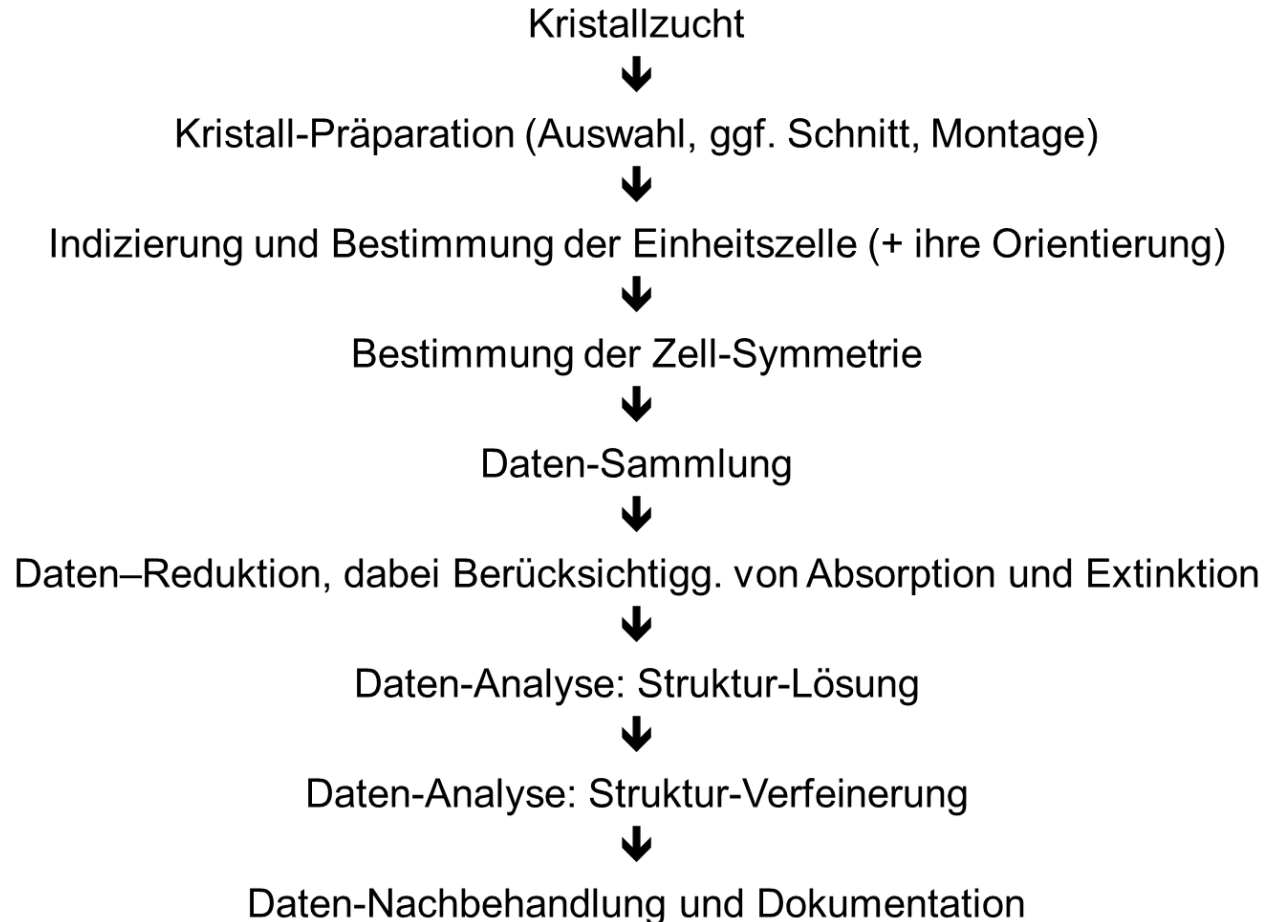 Kristallzucht
🡻
Kristall-Präparation (Auswahl, ggf. Schnitt, Montage)
🡻
Indizierung und Bestimmung der Einheitszelle (+ ihre Orientierung)
🡻
Bestimmung der Zell-Symmetrie
🡻
Daten-Sammlung
🡻
Daten–Reduktion, dabei Berücksichtigg. von Absorption und Extinktion
🡻
Daten-Analyse: Struktur-Lösung
🡻
Daten-Analyse: Struktur-Verfeinerung
🡻
Daten-Nachbehandlung und Dokumentation